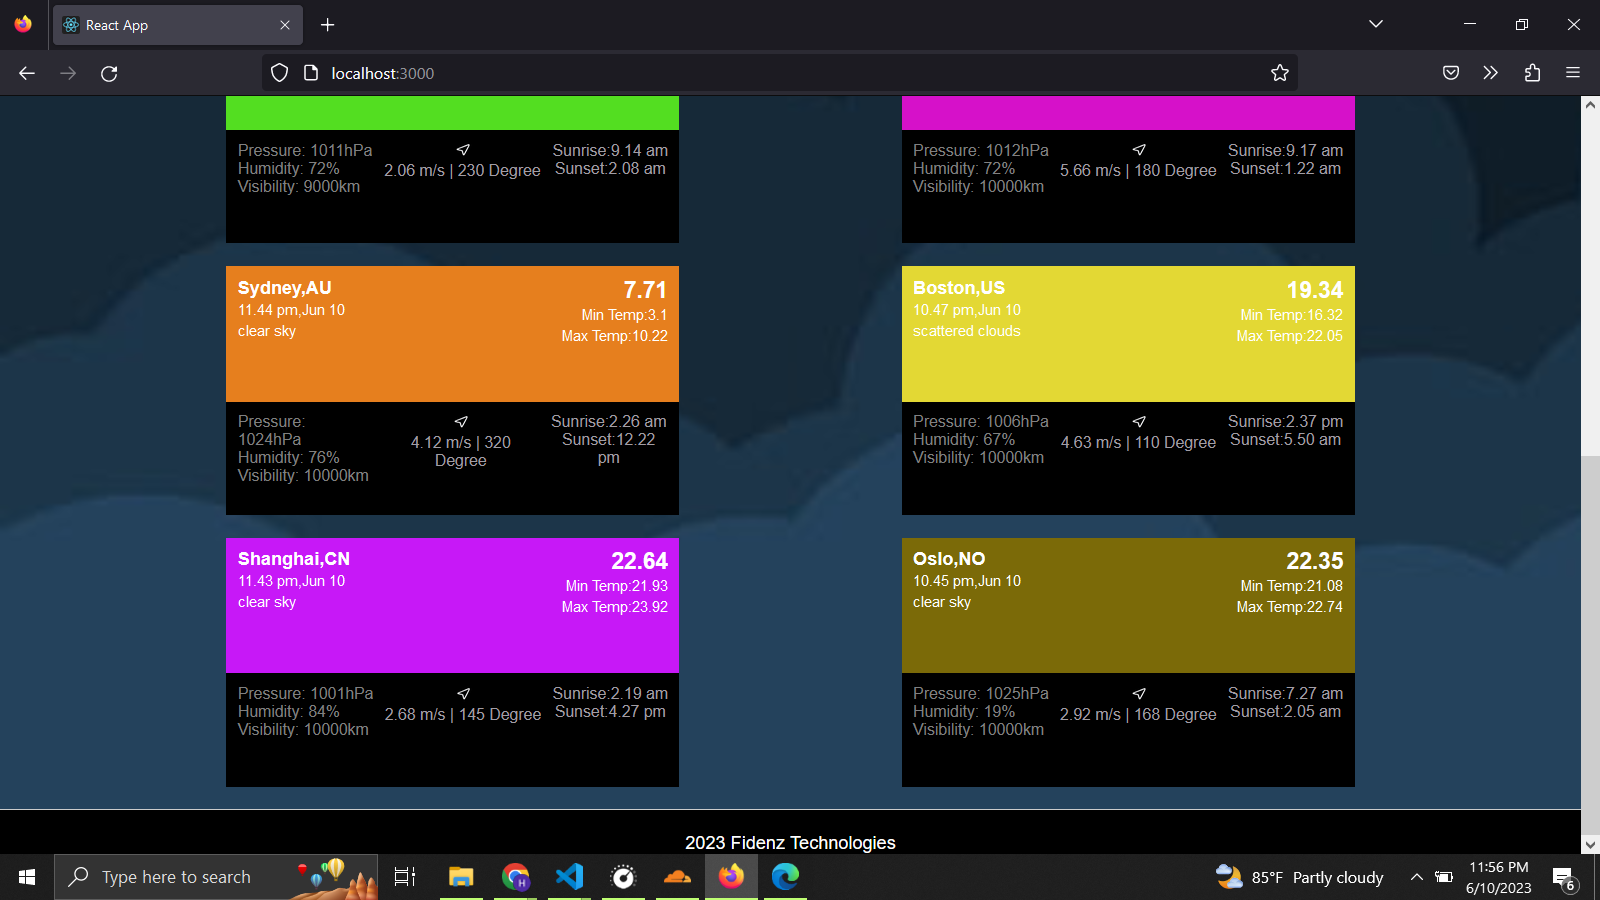 React App
localhost:3000
Pressure: 1011hPa
Humidity: 72%
Visibility: 9000km
2.06 m/s | 230 Degree
Sunrise:9.14 am
Sunset:2.08 am
Pressure: 1012hPa
Humidity: 72%
Visibility: 10000km
5.66 m/s | 180 Degree
Sunrise:9.17 am
Sunset:1.22 am
Sydney,AU
11.44 pm,Jun 10
clear sky
7.71
Min Temp:3.1
Max Temp:10.22
Pressure:
1024hPa
Humidity: 76%
Visibility: 10000km
4.12 m/s | 320
Degree
Sunrise:2.26 am
Sunset:12.22
pm
Boston,US
10.47 pm,Jun 10
scattered clouds
19.34
Min Temp:16.32
Max Temp:22.05
Pressure: 1006hPa
Humidity: 67%
Visibility: 10000km
4.63 m/s | 110 Degree
Sunrise:2.37 pm
Sunset:5.50 am
Shanghai,CN
11.43 pm,Jun 10
clear sky
22.64
Min Temp:21.93
Max Temp:23.92
Pressure: 1001hPa
Humidity: 84%
Visibility: 10000km
2.68 m/s | 145 Degree
Sunrise:2.19 am
Sunset:4.27 pm
Oslo,NO
10.45 pm,Jun 10
clear sky
22.35
Min Temp:21.08
Max Temp:22.74
Pressure: 1025hPa
Humidity: 19%
Visibility: 10000km
2.92 m/s | 168 Degree
Sunrise:7.27 am
Sunset:2.05 am
2023 Fidenz Technologies
Type here to search
H
85°F Partly cloudy
11:56 PM
6/10/2023
6